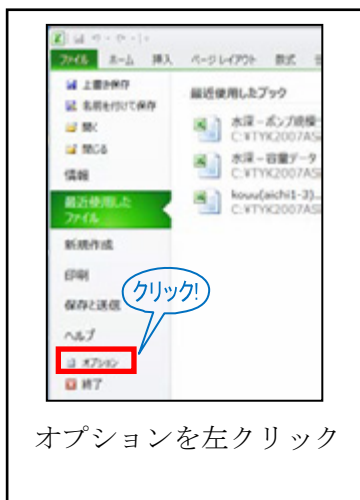 ファイル ホーム 挿入 ページ レイアウト 数式
上書き保存
名前を付けて保存
開く
閉じる
情報
最近使用した
ファイル
新規作成
印刷
保存と送信
ヘルプ
オプション
終了
最近使用したブック
水深－ポンプ規模
C:¥TYK2007AS
水深－容量データ
C:¥TYK2007AS
kouu(aichi1-3)...
C:¥TYK2007AS
クリック!
オプションを左クリック